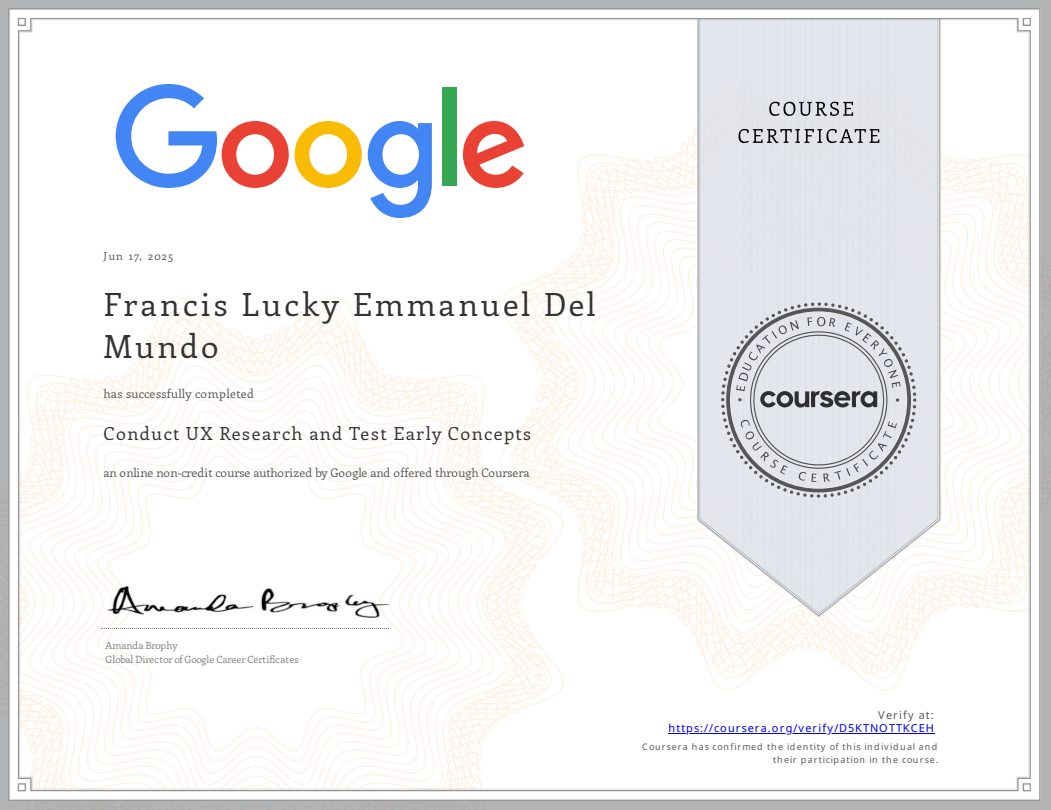 Google
COURSE
CERTIFICATE
Jun 17, 2025
Francis Lucky Emmanuel Del
Mundo
has successfully completed
Conduct UX Research and Test Early Concepts
an online non-credit course authorized by Google and offered through Coursera
EDUCATION FOR EVERYONE
coursera
COURSE CERTIFICATE
Amanda Brophy
Amanda Brophy
Global Director of Google Career Certificates
Verify at:
https://coursera.org/verify/D5KTNOTTKCEH
Coursera has confirmed the identity of this individual and
their participation in the course.